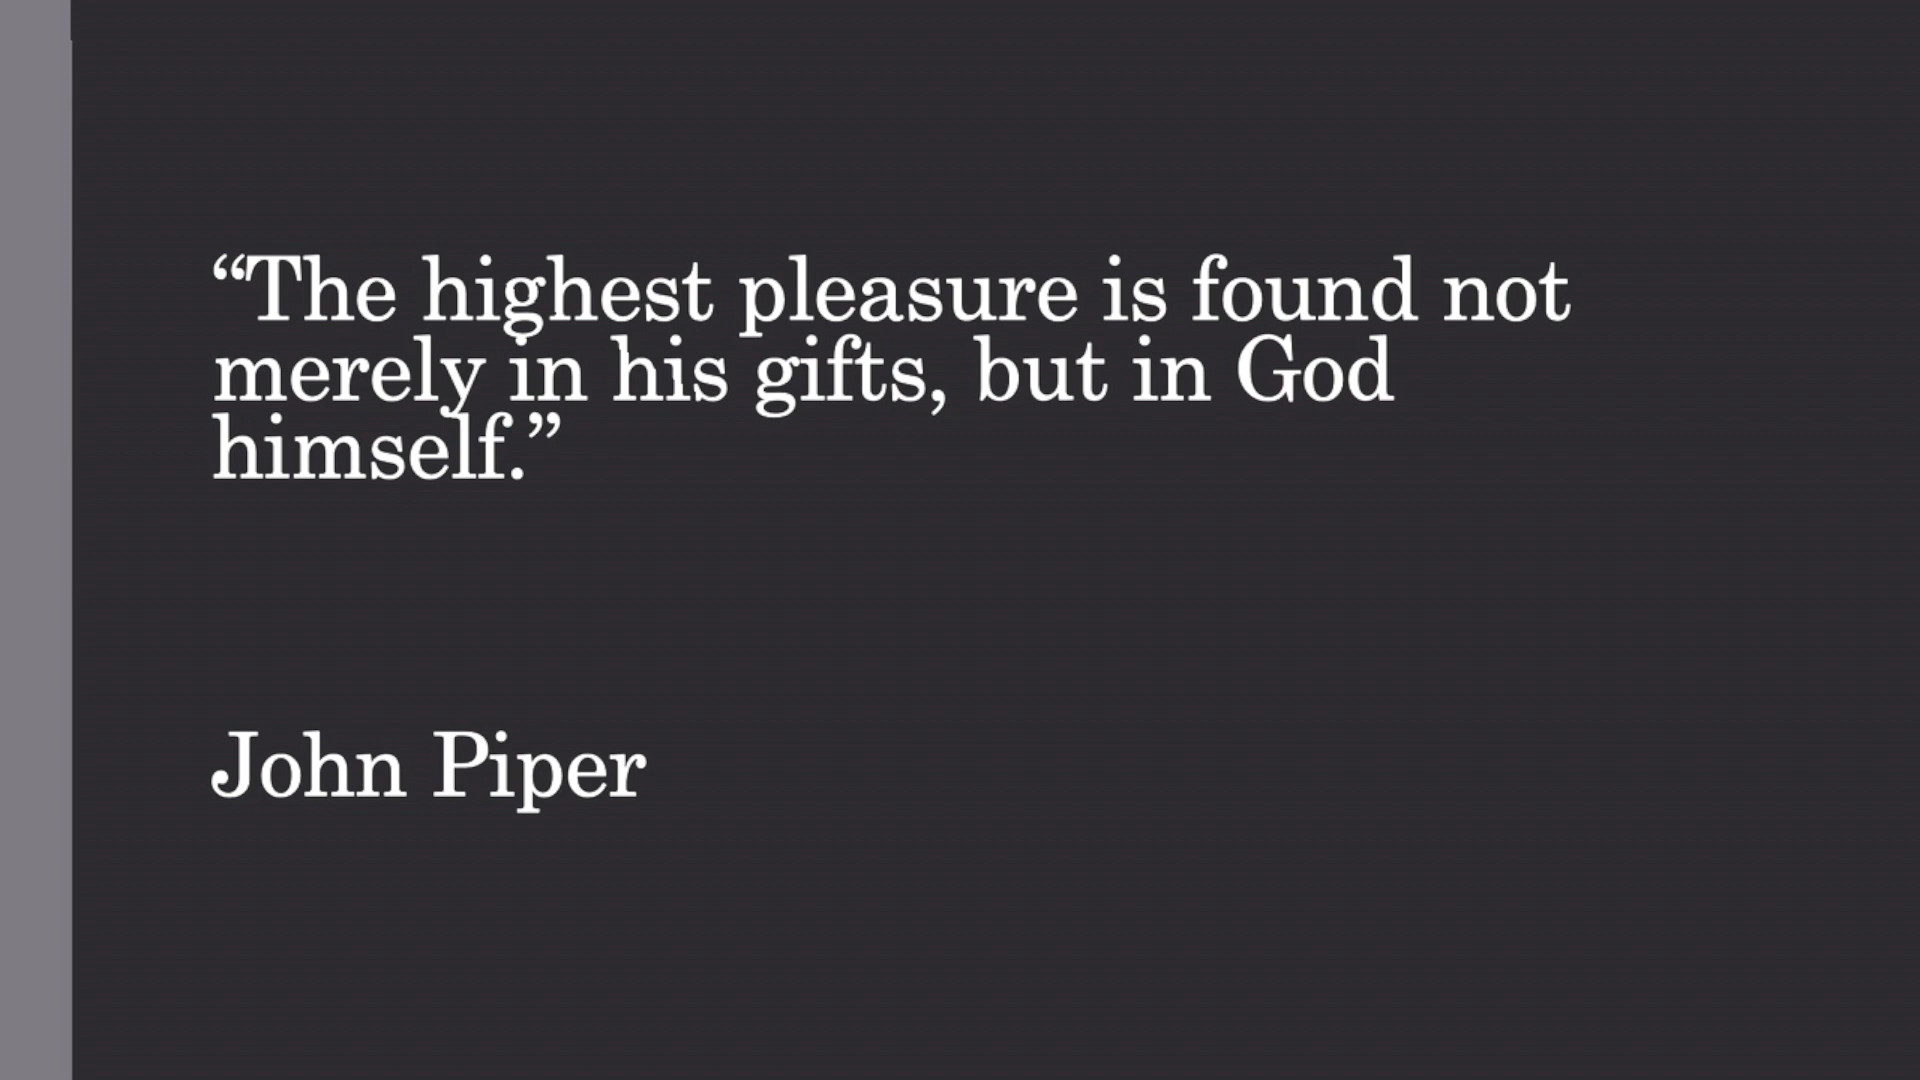 “The highest pleasure is found not
merely in his gifts, but in God
himself.”
John Piper